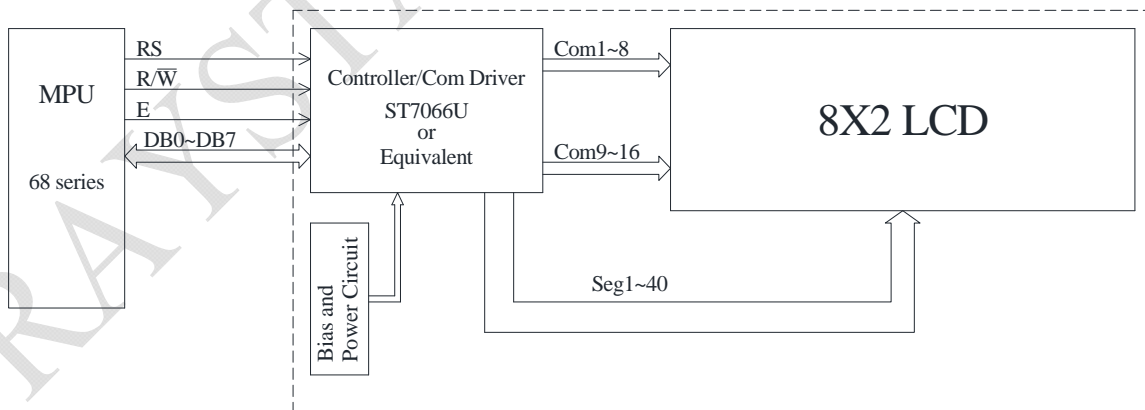 MPU
68 series
RS
R/W̅
E
DB0~DB7
Controller/Com Driver
ST7066U
or
Equivalent
Bias and
Power Circuit
Com1~8
Com9~16
Seg1~40
8X2 LCD
RAYSTA